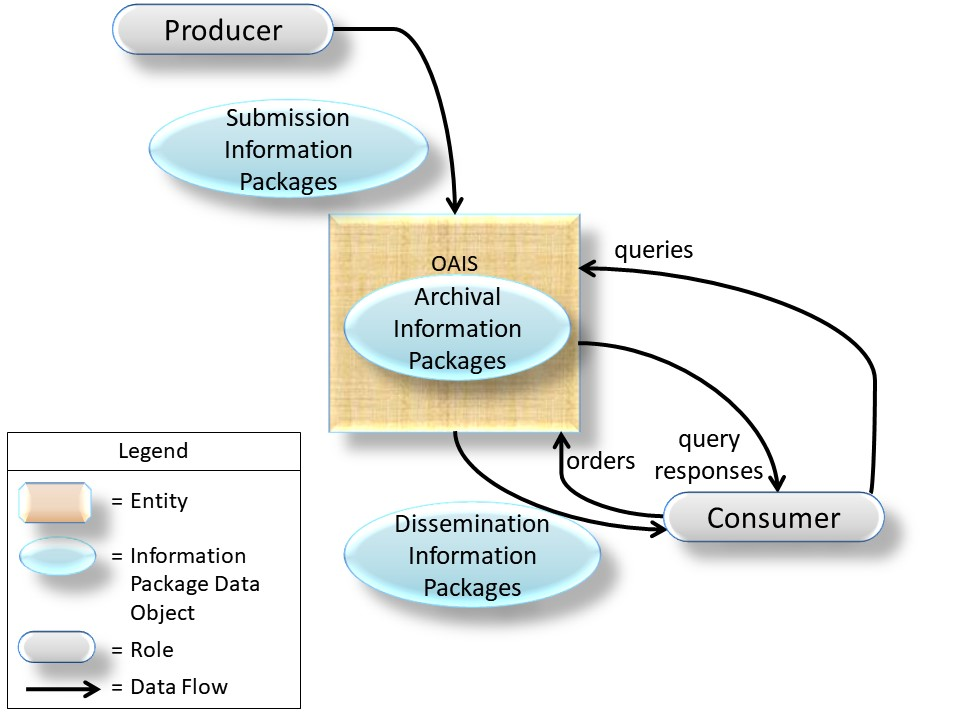 Producer
Submission
Information
Packages
OAIS
Archival
Information
Packages
queries
query
responses
orders
Consumer
Dissemination
Information
Packages
Legend
= Entity
= Information
Package Data
Object
= Role
= Data Flow